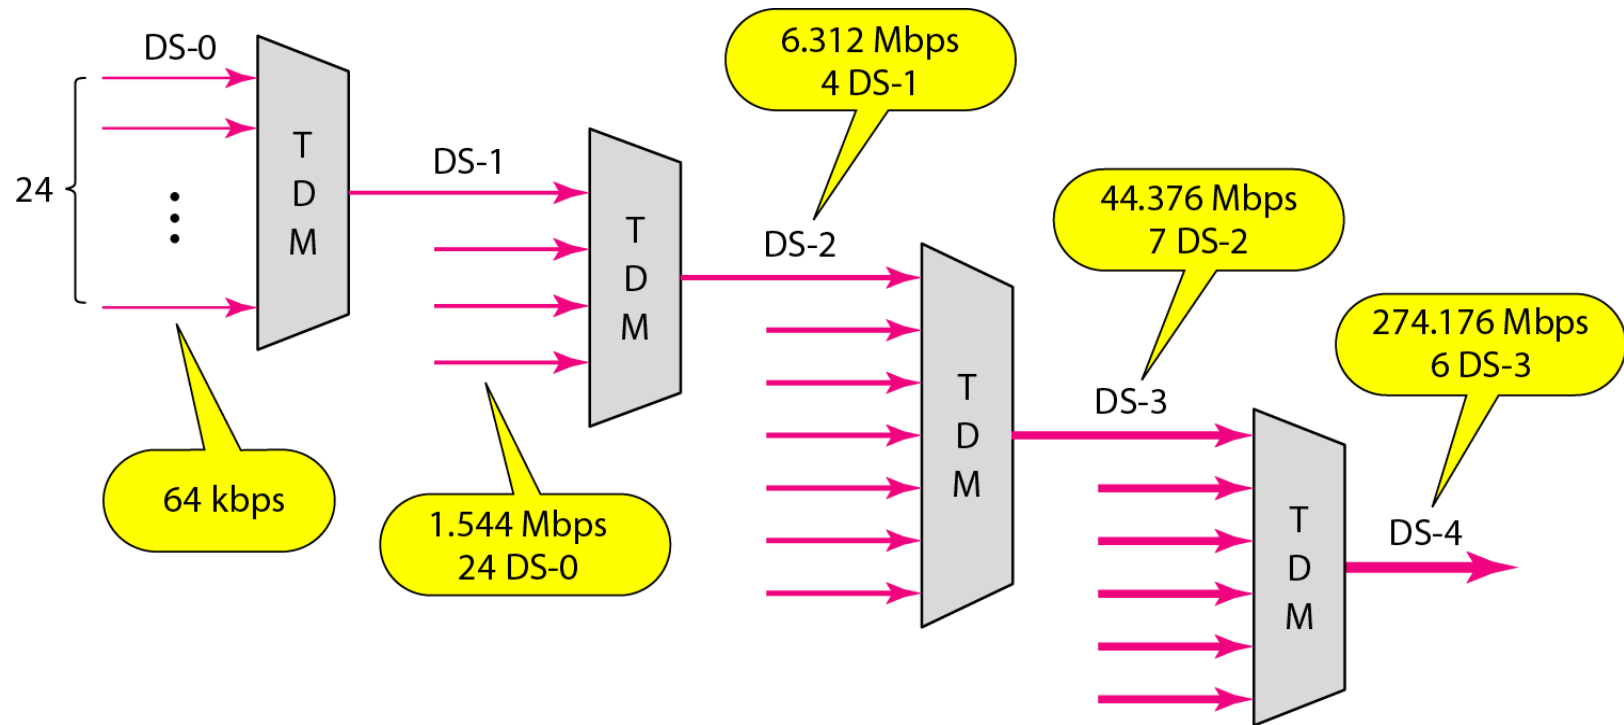 DS-0
24
T
D
M
64 kbps
DS-1
1.544 Mbps
24 DS-0
T
D
M
6.312 Mbps
4 DS-1
DS-2
T
D
M
44.376 Mbps
7 DS-2
DS-3
T
D
M
274.176 Mbps
6 DS-3
DS-4